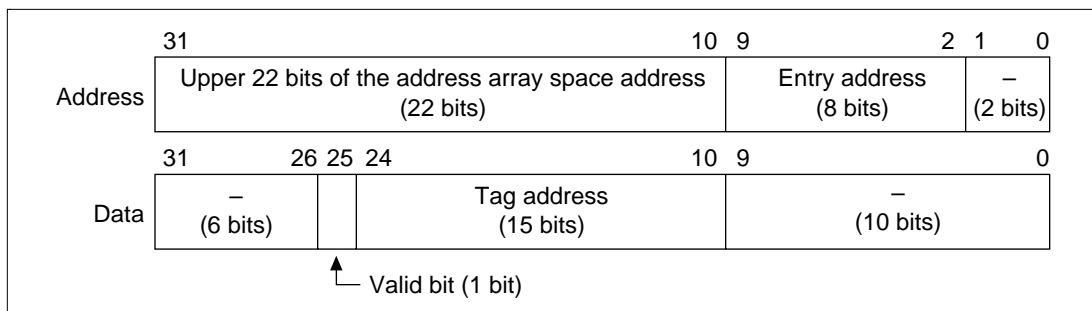 31 10 9 2 1 0
Address Upper 22 bits of the address array space address Entry address –
(22 bits) (8 bits) (2 bits)
31 26 25 24 10 9 0
Data – Tag address –
(6 bits) (15 bits) (10 bits)
Valid bit (1 bit)